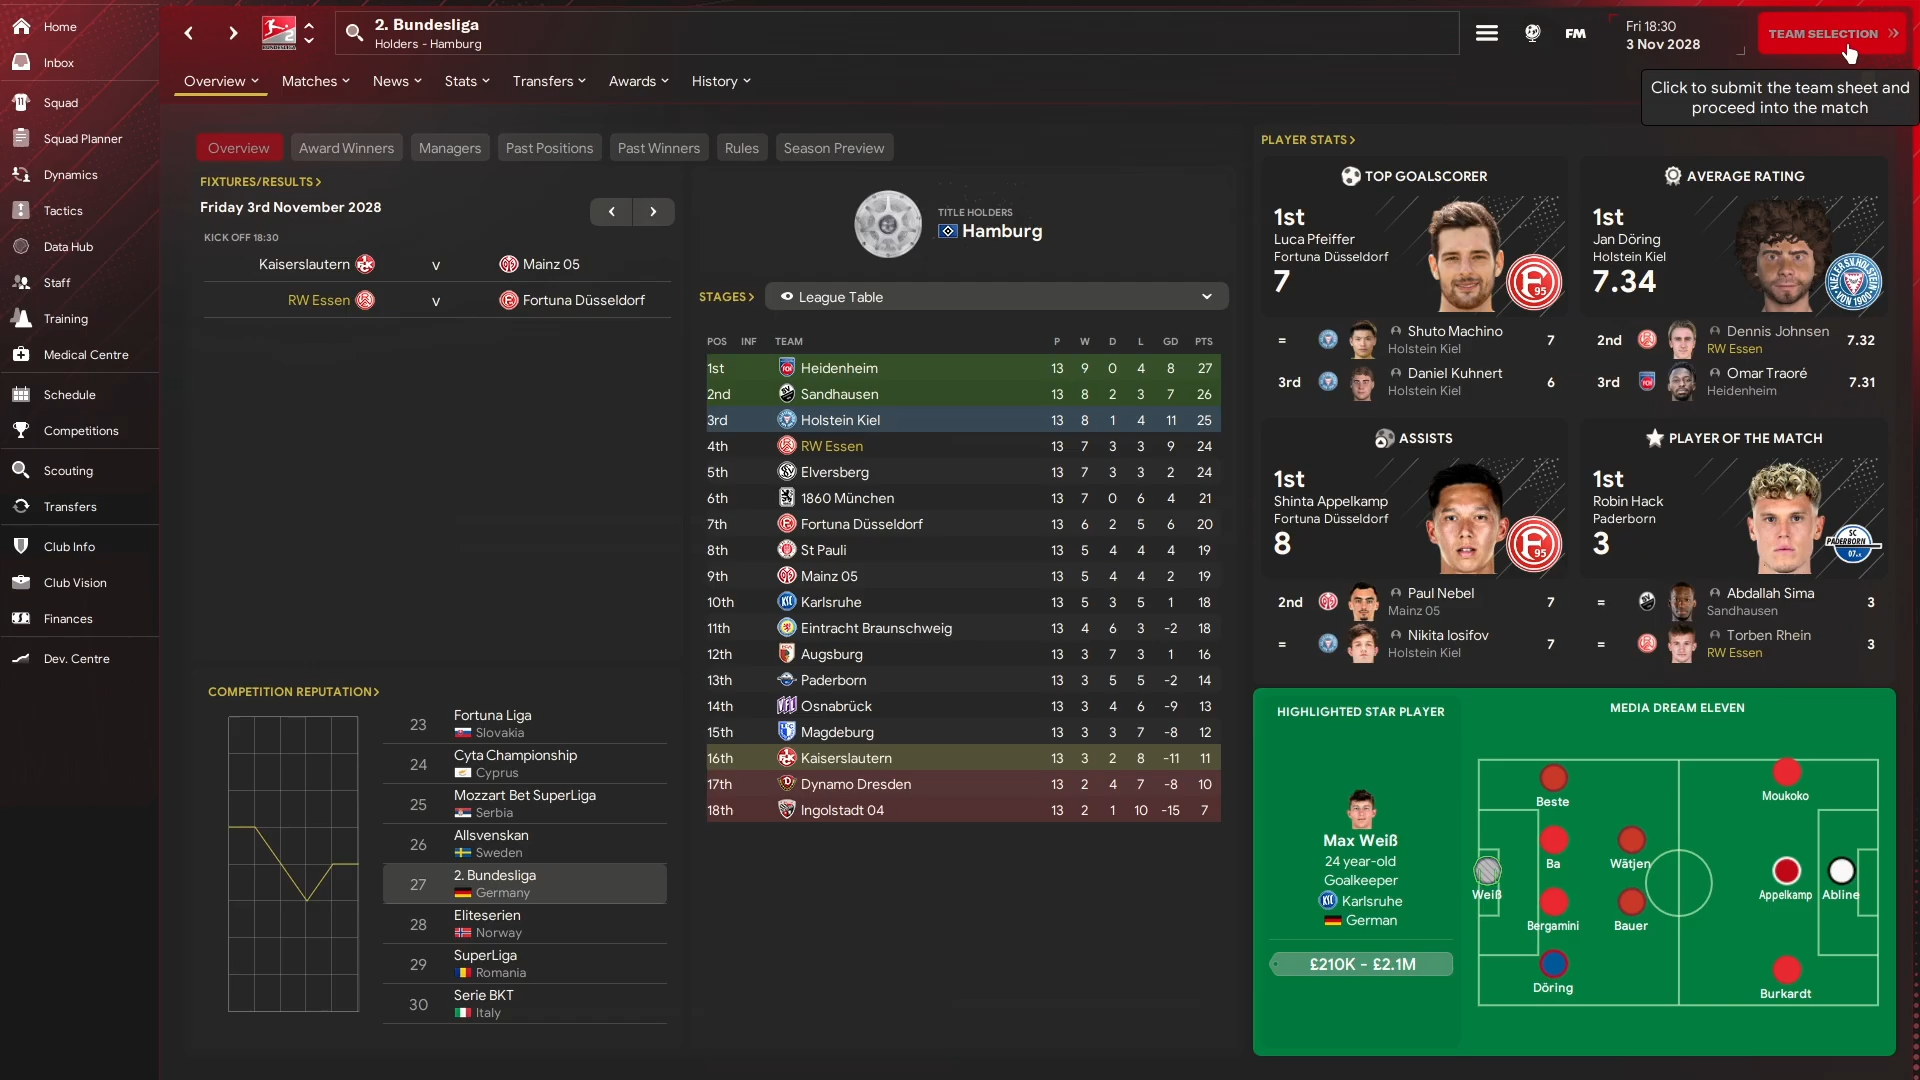 Home
Inbox
Squad
Squad Planner
Dynamics
Tactics
Data Hub
Staff
Training
Medical Centre
Schedule
Competitions
Scouting
Transfers
Club Info
Club Vision
Finances
Dev. Centre
2. Bundesliga
Holders - Hamburg
FM
Fri 18:30
3 Nov 2028
TEAM SELECTION
Click to submit the team sheet and
proceed into the match
Overview Matches News Stats Transfers Awards History
Overview Award Winners Managers Past Positions Past Winners Rules Season Preview
FIXTURES/RESULTS>
Friday 3rd November 2028
KICK OFF 18:30
Kaiserslautern v Mainz 05
RW Essen v Fortuna Düsseldorf
COMPETITION REPUTATION>
23 Fortuna Liga
Slovakia
24 Cyta Championship
Cyprus
25 Mozzart Bet SuperLiga
Serbia
26 Allsvenskan
Sweden
27 2. Bundesliga
Germany
28 Eliteserien
Norway
29 SuperLiga
Romania
30 Serie BKT
Italy
TITLE HOLDERS
Hamburg
STAGES> League Table
POS INF TEAM P W D L GD PTS
1st Heidenheim 13 9 0 4 8 27
2nd Sandhausen 13 8 2 3 7 26
3rd Holstein Kiel 13 8 1 4 11 25
4th RW Essen 13 7 3 3 9 24
5th Elversberg 13 7 3 3 2 24
6th 1860 München 13 7 0 6 4 21
7th Fortuna Düsseldorf 13 6 2 5 6 20
8th St Pauli 13 5 4 4 4 19
9th Mainz 05 13 5 4 4 2 19
10th Karlsruhe 13 5 3 5 1 18
11th Eintracht Braunschweig 13 4 6 3 -2 18
12th Augsburg 13 3 7 3 1 16
13th Paderborn 13 3 5 5 -2 14
14th Osnabrück 13 3 4 6 -9 13
15th Magdeburg 13 3 3 7 -8 12
16th Kaiserslautern 13 3 2 8 -11 11
17th Dynamo Dresden 13 2 4 7 -8 10
18th Ingolstadt 04 13 2 1 10 -15 7
PLAYER STATS>
TOP GOALSCORER
1st
Luca Pfeiffer
Fortuna Düsseldorf
7
= Shuto Machino 7
Holstein Kiel
3rd Daniel Kuhnert 6
Holstein Kiel
AVERAGE RATING
1st
Jan Döring
Holstein Kiel
7.34
2nd Dennis Johnsen 7.32
RW Essen
3rd Omar Traoré 7.31
Heidenheim
ASSISTS
1st
Shinta Appelkamp
Fortuna Düsseldorf
8
2nd Paul Nebel 7
Mainz 05
= Nikita Iosifov 7
Holstein Kiel
PLAYER OF THE MATCH
1st
Robin Hack
Paderborn
3
= Abdallah Sima 3
Sandhausen
= Torben Rhein 3
RW Essen
HIGHLIGHTED STAR PLAYER
Max Weiß
24 year-old
Goalkeeper
Karlsruhe
German
£210K - £2.1M
MEDIA DREAM ELEVEN
Moukoko
Beste
Ba
Wätjen
Weiß
Appelkamp
Abline
Bergamini
Bauer
Döring
Burkardt